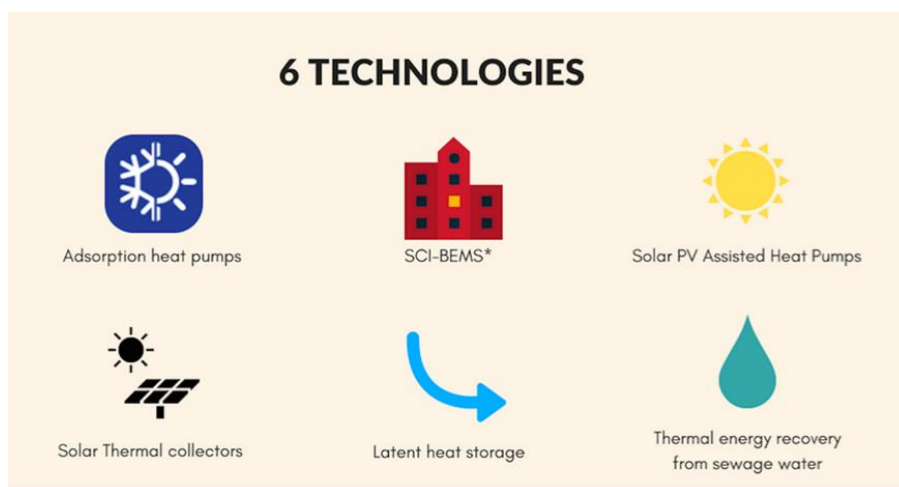 6 TECHNOLOGIES
Adsorption heat pumps
SCI-BEMS*
Solar PV Assisted Heat Pumps
Solar Thermal collectors
Latent heat storage
Thermal energy recovery
from sewage water